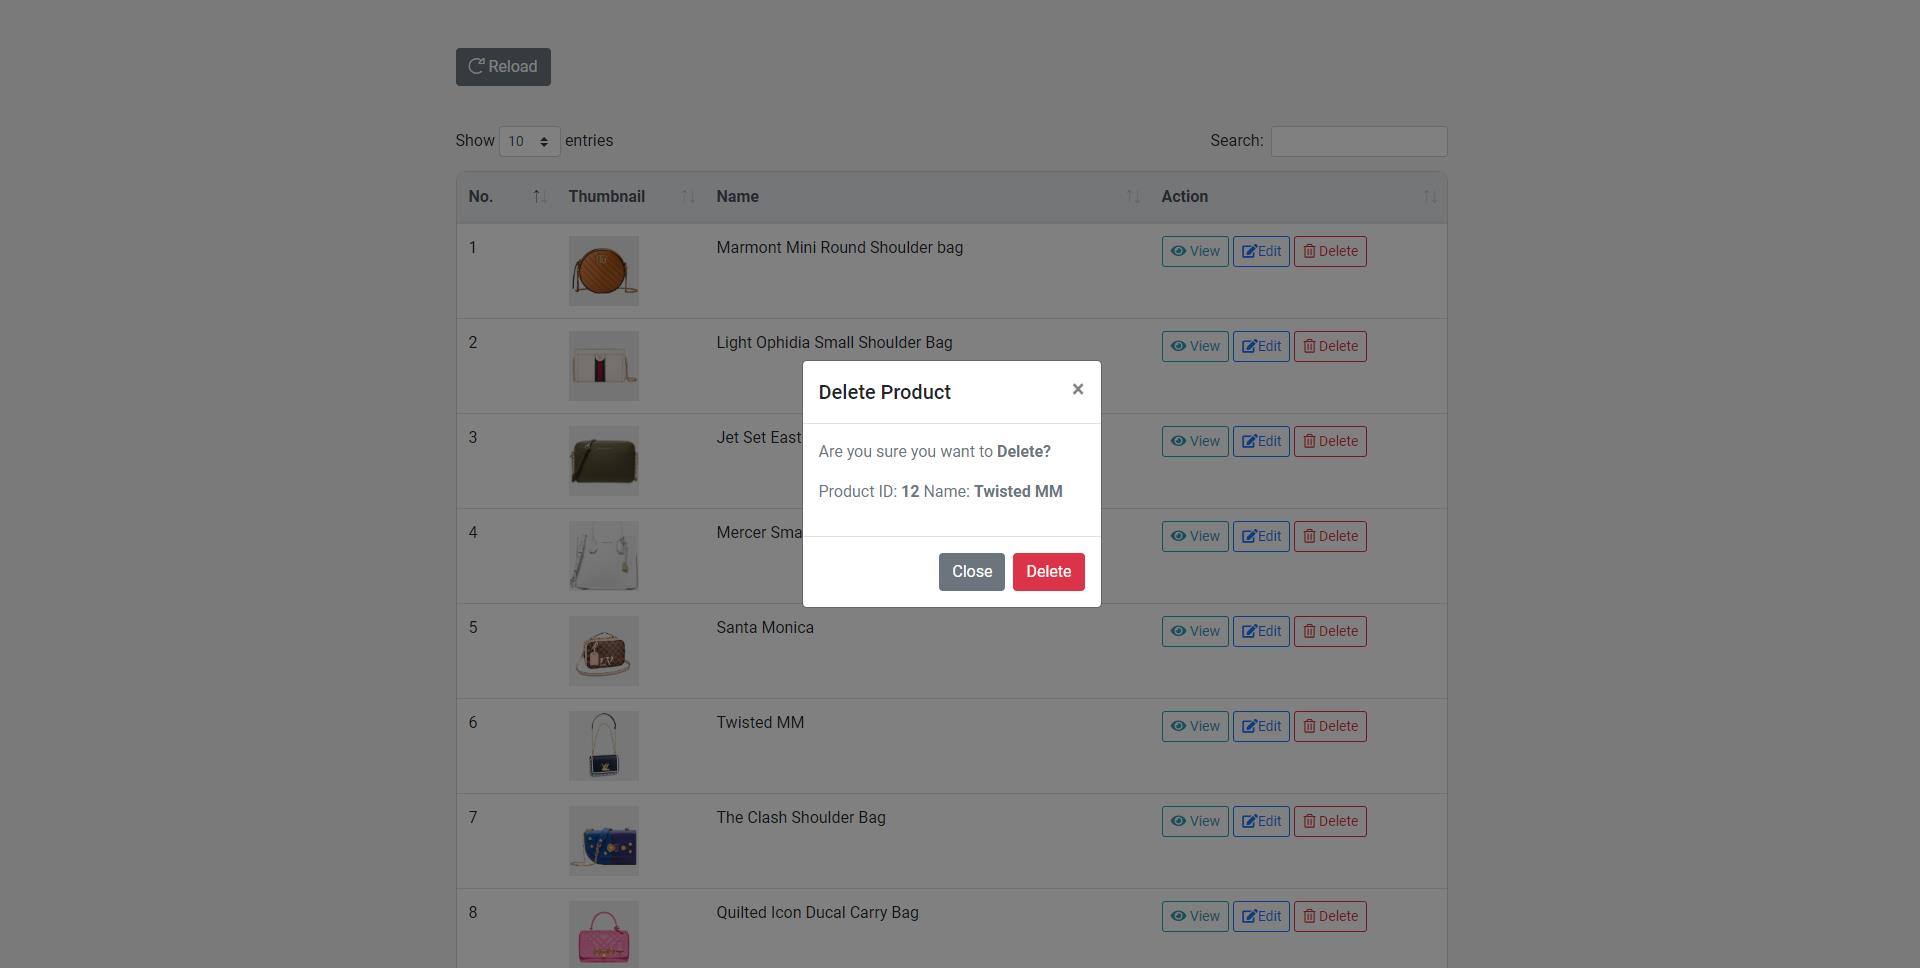 Reload
Show 10 entries Search:
No. Thumbnail Name Action
1 Marmont Mini Round Shoulder bag View Edit Delete
2 Light Ophidia Small Shoulder Bag View Edit Delete
Delete Product ×
3 Jet Set East View Edit Delete
Are you sure you want to Delete?
Product ID: 12 Name: Twisted MM
4 Mercer Sma View Edit Delete
Close Delete
5 Santa Monica View Edit Delete
6 Twisted MM View Edit Delete
7 The Clash Shoulder Bag View Edit Delete
8 Quilted Icon Ducal Carry Bag View Edit Delete